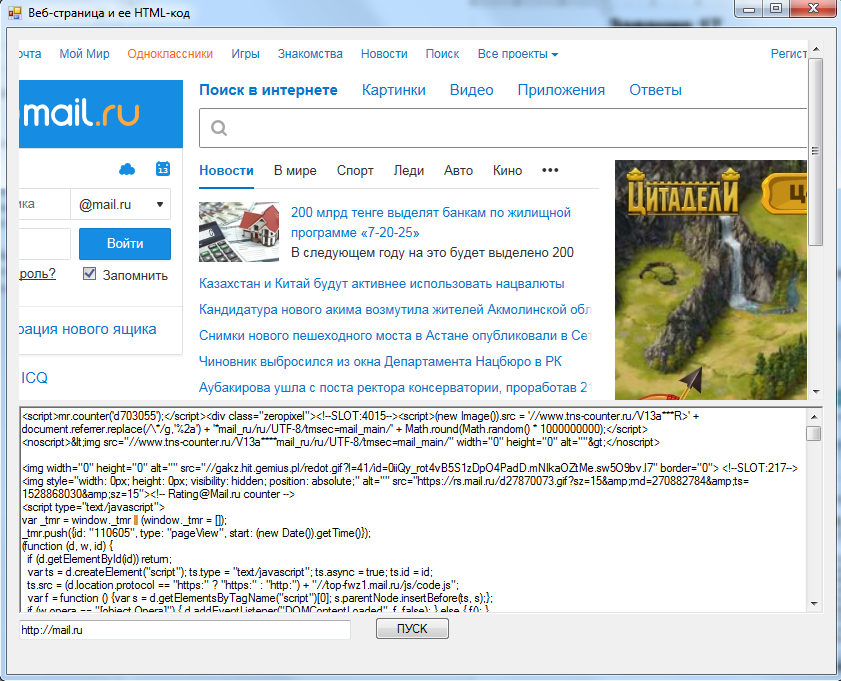 Веб-страница и ее HTML-код
очта Мой Мир Одноклассники Игры Знакомства Новости Поиск Все проекты Регист
Поиск в интернете Картинки Видео Приложения Ответы
mail.ru
13
Новости В мире Спорт Леди Авто Кино •••
ика @mail.ru
200 млрд тенге выделят банкам по жилищной
программе «7-20-25»
В следующем году на это будет выделено 200
Войти
роль? Запомнить
Казахстан и Китай будут активнее использовать нацвалюты
Кандидатура нового акима возмутила жителей Акмолинской обл
рация нового ящика
Снимки нового пешеходного моста в Астане опубликовали в Сет
Чиновник выбросился из окна Департамента Нацбюро в РК
ICQ
Аубакирова ушла с поста ректора консерватории, проработав 2
ЦИТАДЕЛИ
<script>mr.counter('d703055');</script><div class="zeropixel"><!--SLOT:4015--><script>(new Image()).src = '//www.tns-counter.ru/V13a***R>' +
document.referrer.replace(/\*/g,'%2a') + '*mail_ru/ru/UTF-8/tmsec=mail_main/' + Math.round(Math.random() * 1000000000);</script>
<noscript>&lt;img src="//www.tns-counter.ru/V13a****mail_ru/ru/UTF-8/tmsec=mail_main/" width="0" height="0" alt=""&gt;</noscript>
<img width="0" height="0" alt="" src="//gakz.hit.gemius.pl/redot.gif?l=41/id=0iiQy_rot4vB5S1zDpO4PadD.mNlkaOZtMe.sw5O9bv.l7" border="0"> <!--SLOT:217-->
<img style="width: 0px; height: 0px; visibility: hidden; position: absolute;" alt="" src="https://rs.mail.ru/d27870073.gif?sz=15&amp;rnd=270882784&amp;ts=
1528868030&amp;sz=15"><!-- Rating@Mail.ru counter -->
<script type="text/javascript">
var _tmr = window._tmr || (window._tmr = []);
_tmr.push({id: "110605", type: "pageView", start: (new Date()).getTime()});
(function (d, w, id) {
if (d.getElementById(id)) return;
var ts = d.createElement("script"); ts.type = "text/javascript"; ts.async = true; ts.id = id;
ts.src = (d.location.protocol == "https:" ? "https:" : "http:") + "//top-fwz1.mail.ru/js/code.js";
var f = function () {var s = d.getElementsByTagName("script")[0]; s.parentNode.insertBefore(ts, s);};
if (w.opera == "[object Opera]") { d.addEventListener("DOMContentLoaded", f, false); } else { f(); }
http://mail.ru
ПУСК